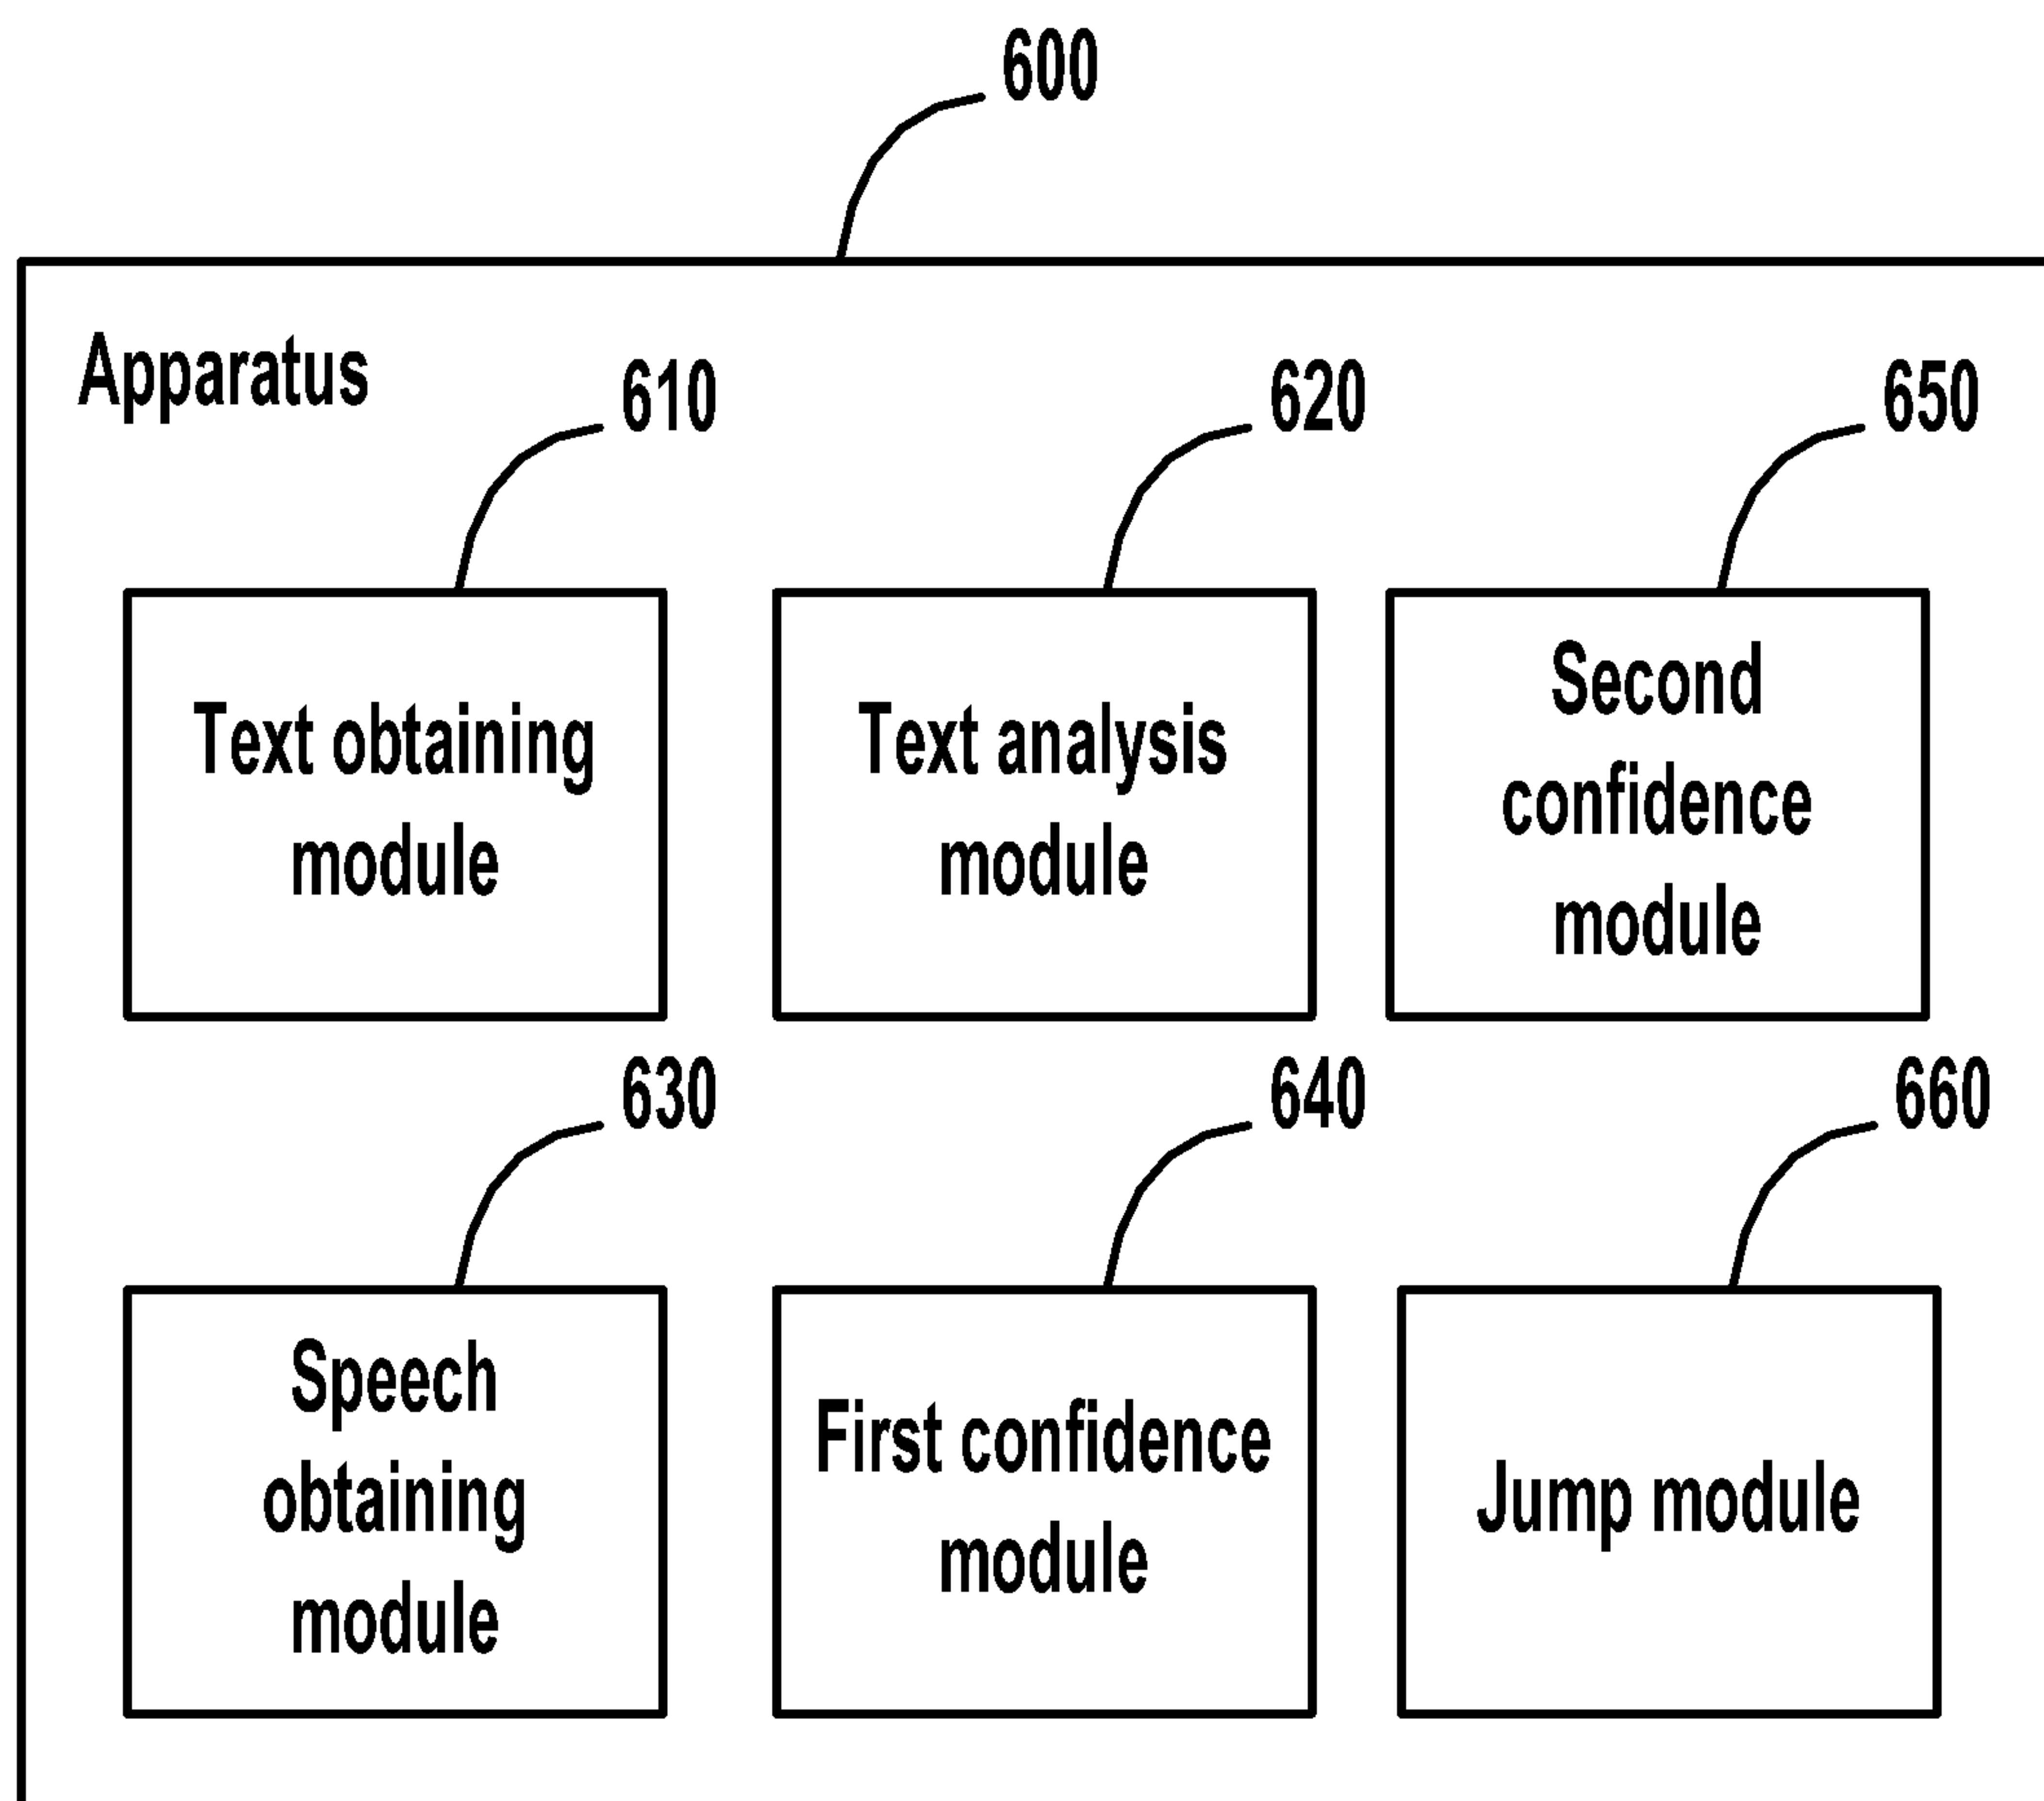 600
Apparatus
610
620
650
Text obtaining
module
Text analysis
module
Second
confidence
module
630
640
660
Speech
obtaining
module
First confidence
module
Jump module